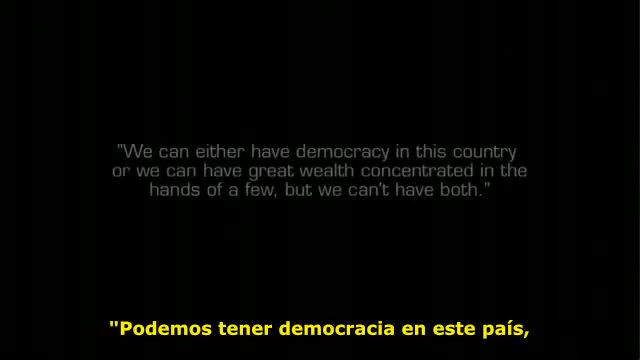 "We can either have democracy in this country
or we can have great wealth concentrated in the
hands of a few, but we can't have both."
"Podemos tener democracia en este país,